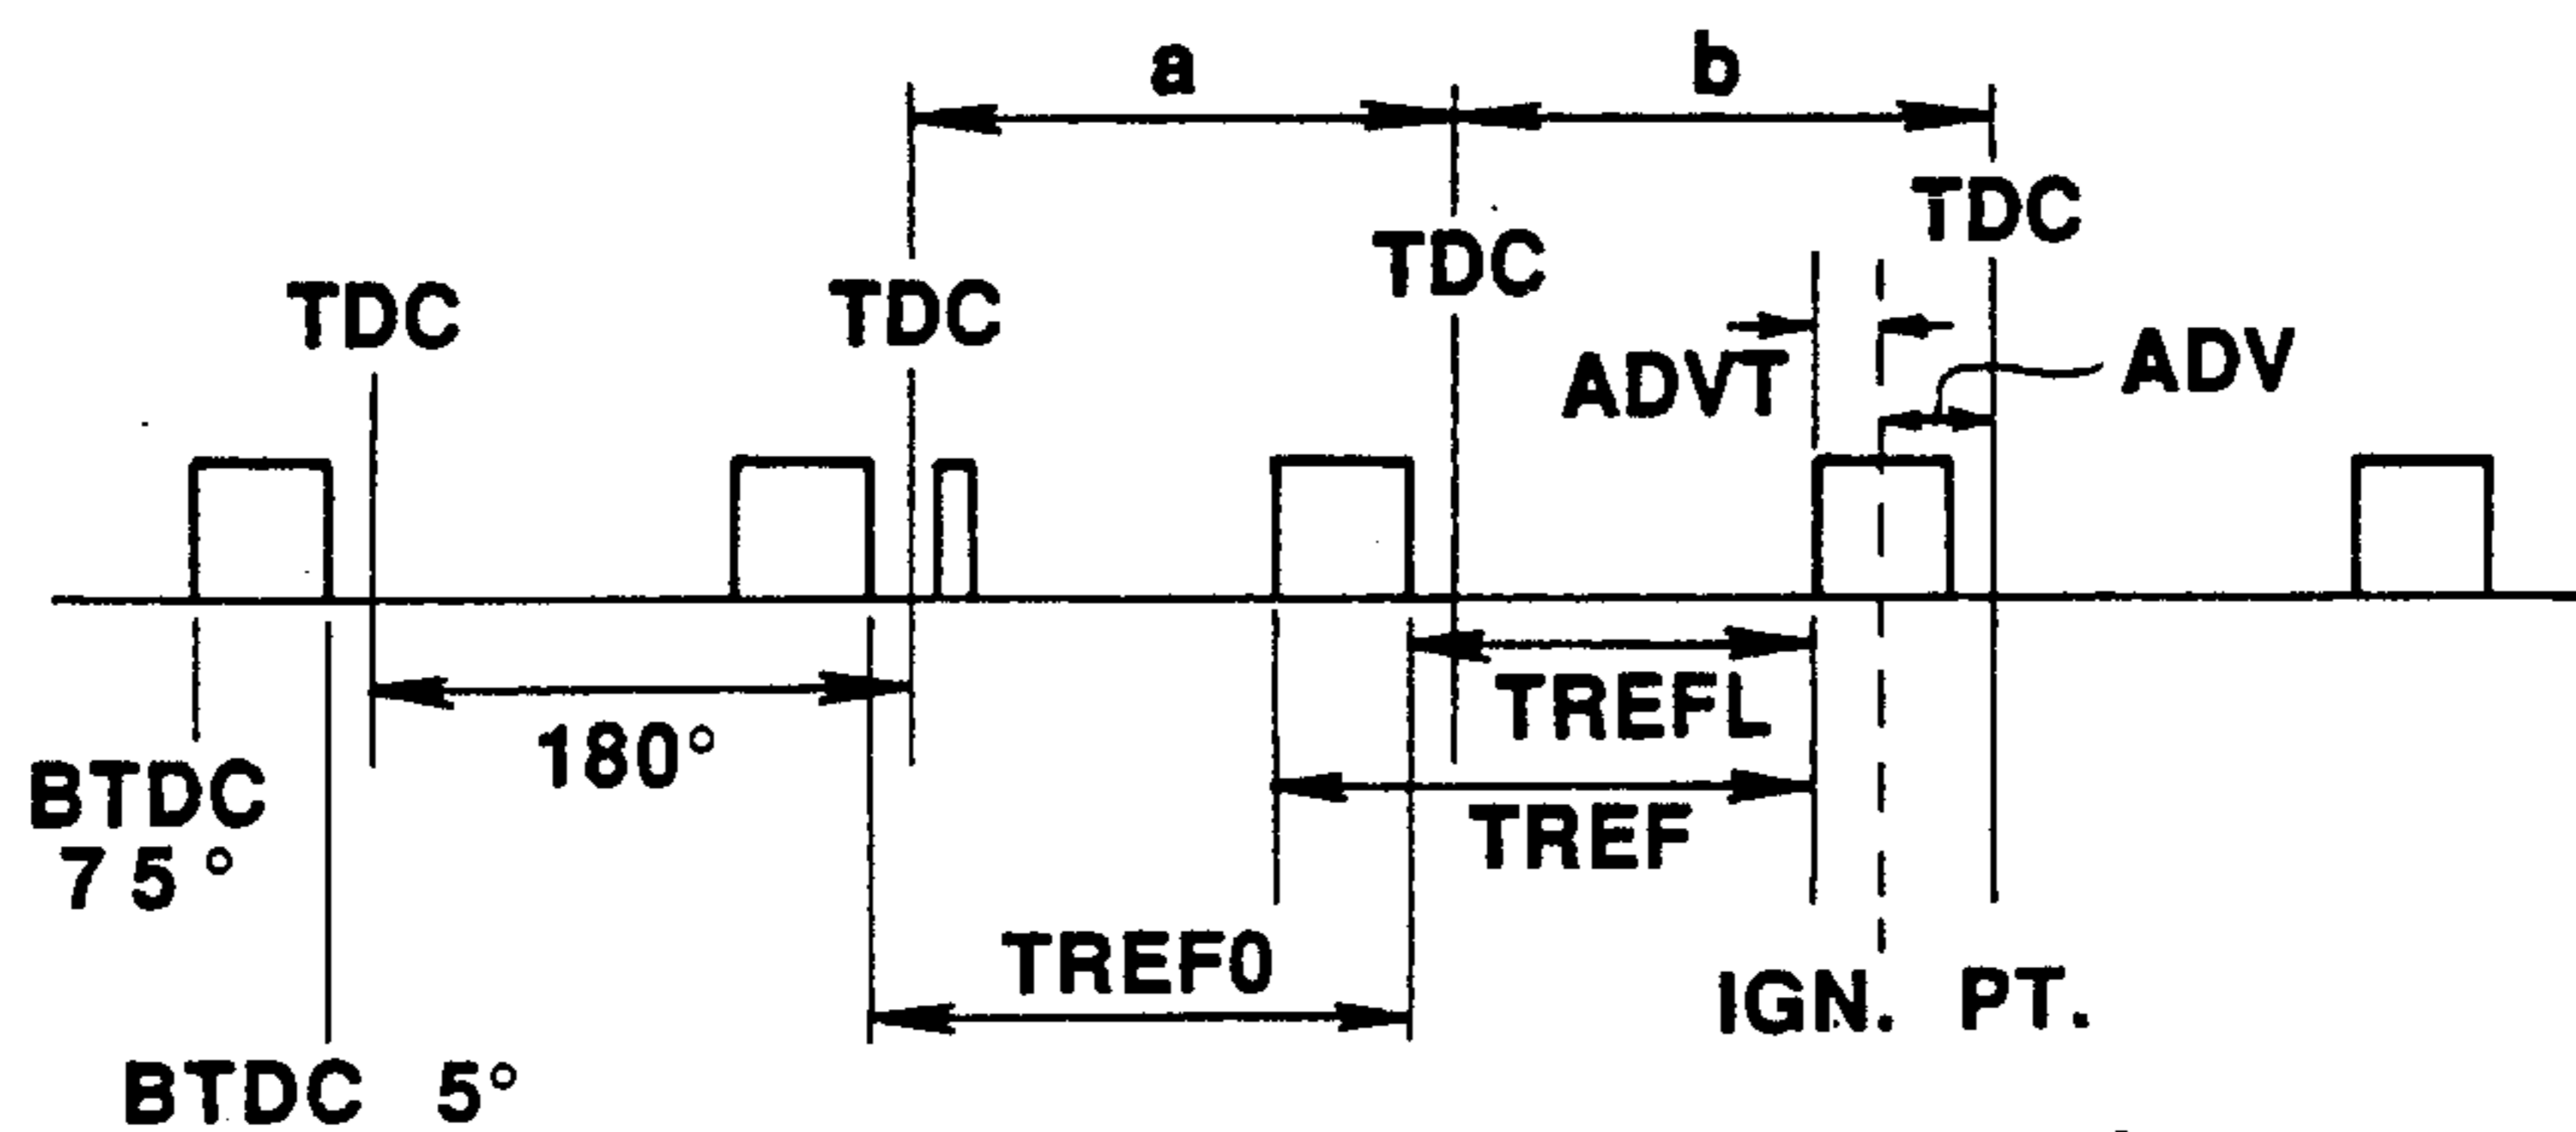 a
b
TDC
TDC
TDC
TDC
ADVT
ADV
180°
TREFL
BTDC
75°
TREF
TREF0
IGN. PT.
BTDC 5°